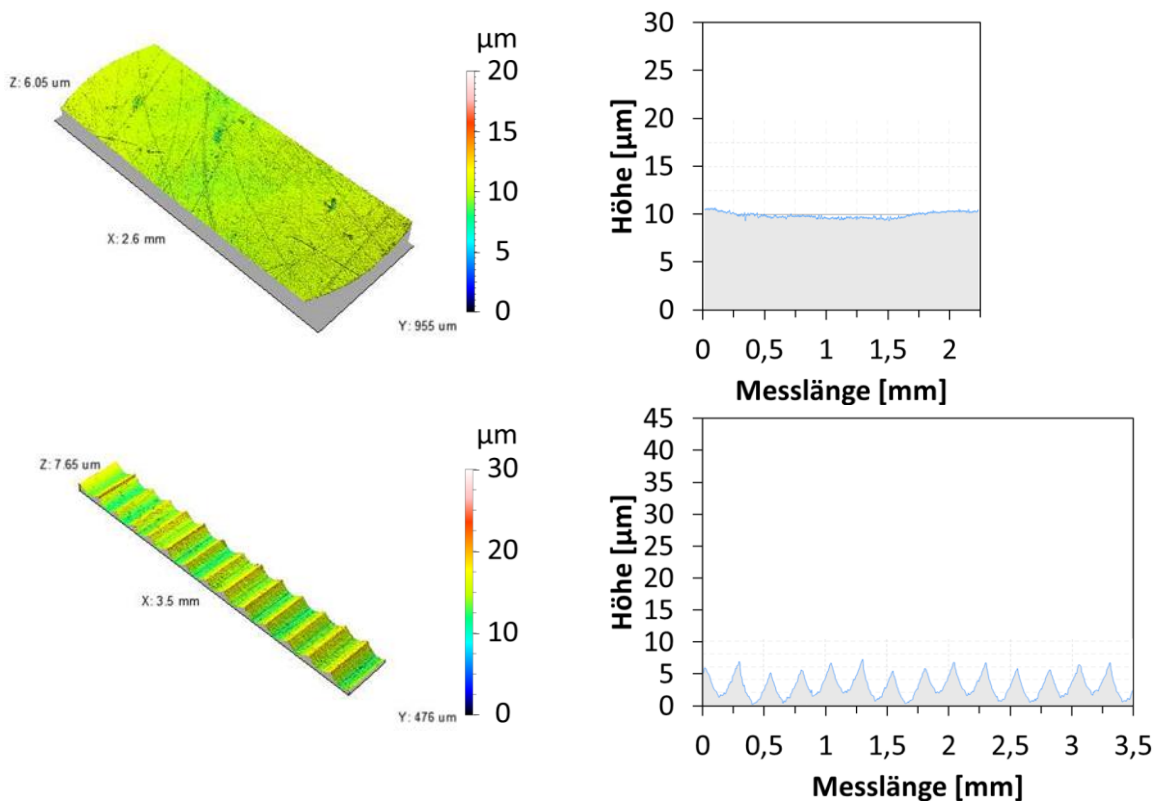 µm
20
15
10
5
0
Z: 6.05 um
X: 2.6 mm
Y: 955 um
Höhe [µm]
30
25
20
15
10
5
0
0 0,5 1 1,5 2
Messlänge [mm]
µm
30
20
10
0
Z: 7.65 um
X: 3.5 mm
Y: 476 um
Höhe [µm]
45
40
35
30
25
20
15
10
5
0
0 0,5 1 1,5 2 2,5 3 3,5
Messlänge [mm]